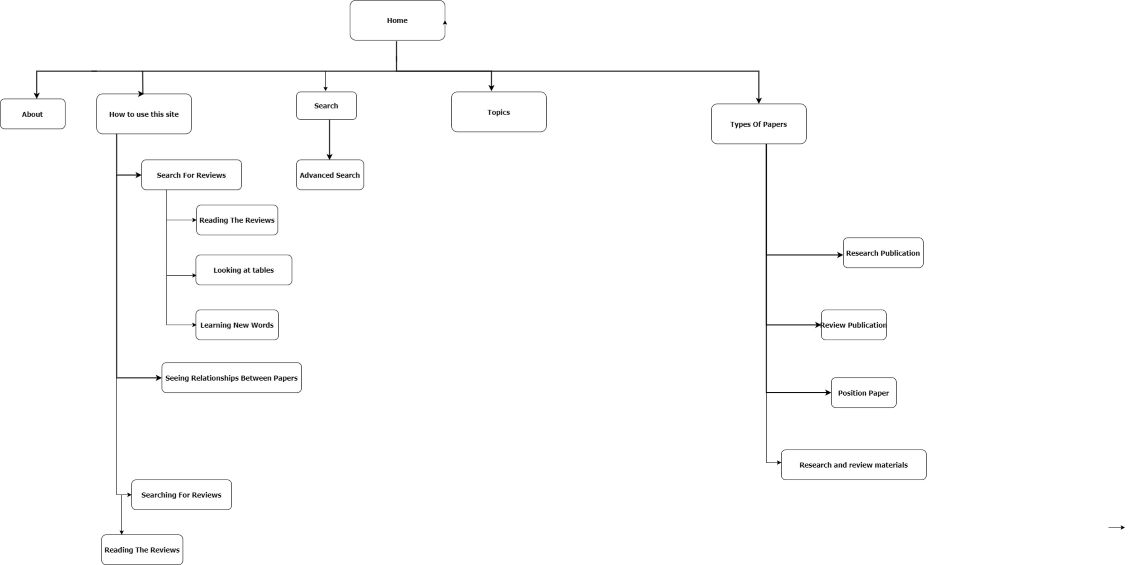 Home
About
How to use this site
Search
Topics
Types Of Papers
Search For Reviews
Advanced Search
Reading The Reviews
Looking at tables
Learning New Words
Seeing Relationships Between Papers
Searching For Reviews
Reading The Reviews
Research Publication
Review Publication
Position Paper
Research and review materials